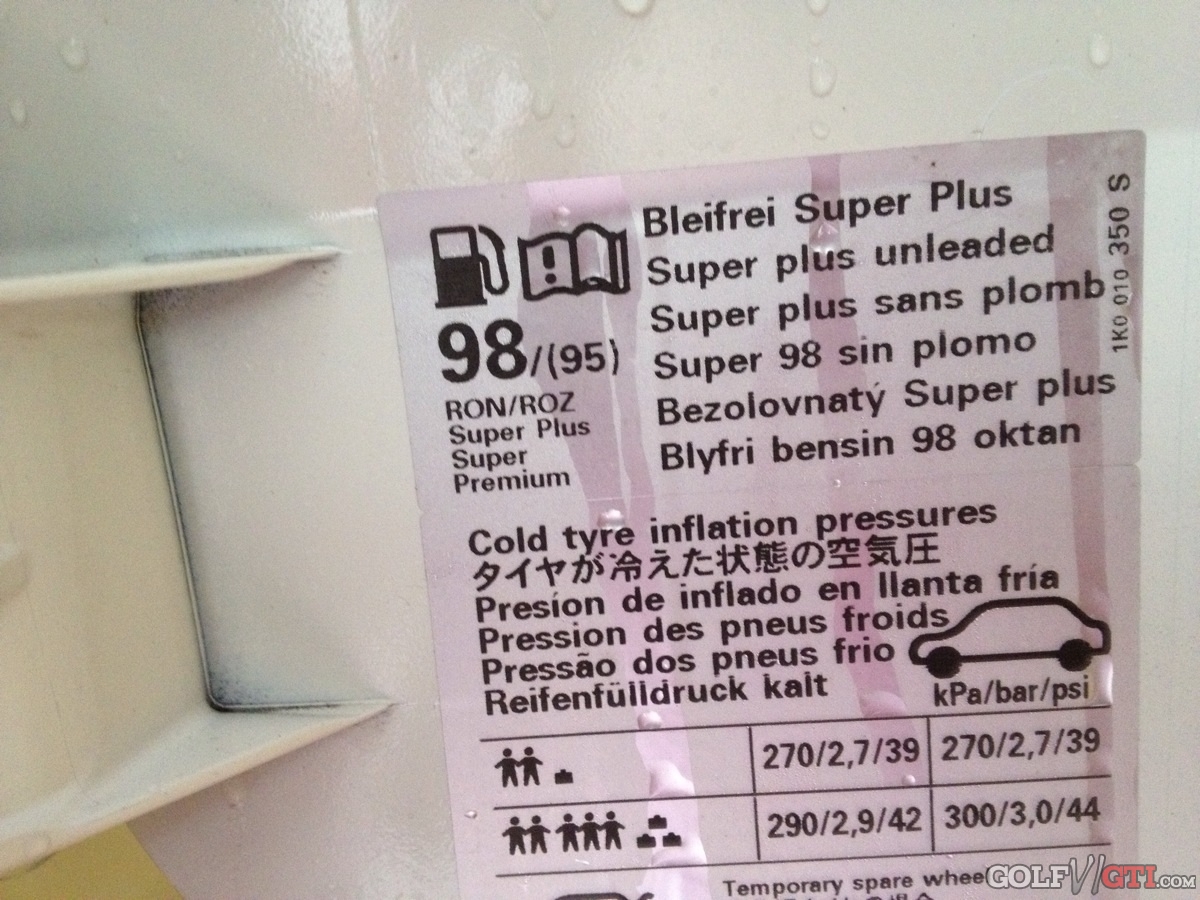 Bleifrei Super Plus
Super plus unleaded
Super plus sans plomb
Super 98 sin plomo
Bezolovnatý Super plus
Blyfri bensin 98 oktan
98/(95)
RON/ROZ
Super Plus
Super
Premium
1K0 010 350 S
Cold tyre inflation pressures
タイヤが冷えた状態の空気圧
Presíon de inflado en llanta fría
Pression des pneus froids
Pressão dos pneus frio
Reifenfülldruck kalt
kPa/bar/psi
270/2,7/39 270/2,7/39
290/2,9/42 300/3,0/44
Temporary spare wheel
GOLFVIGTI.COM